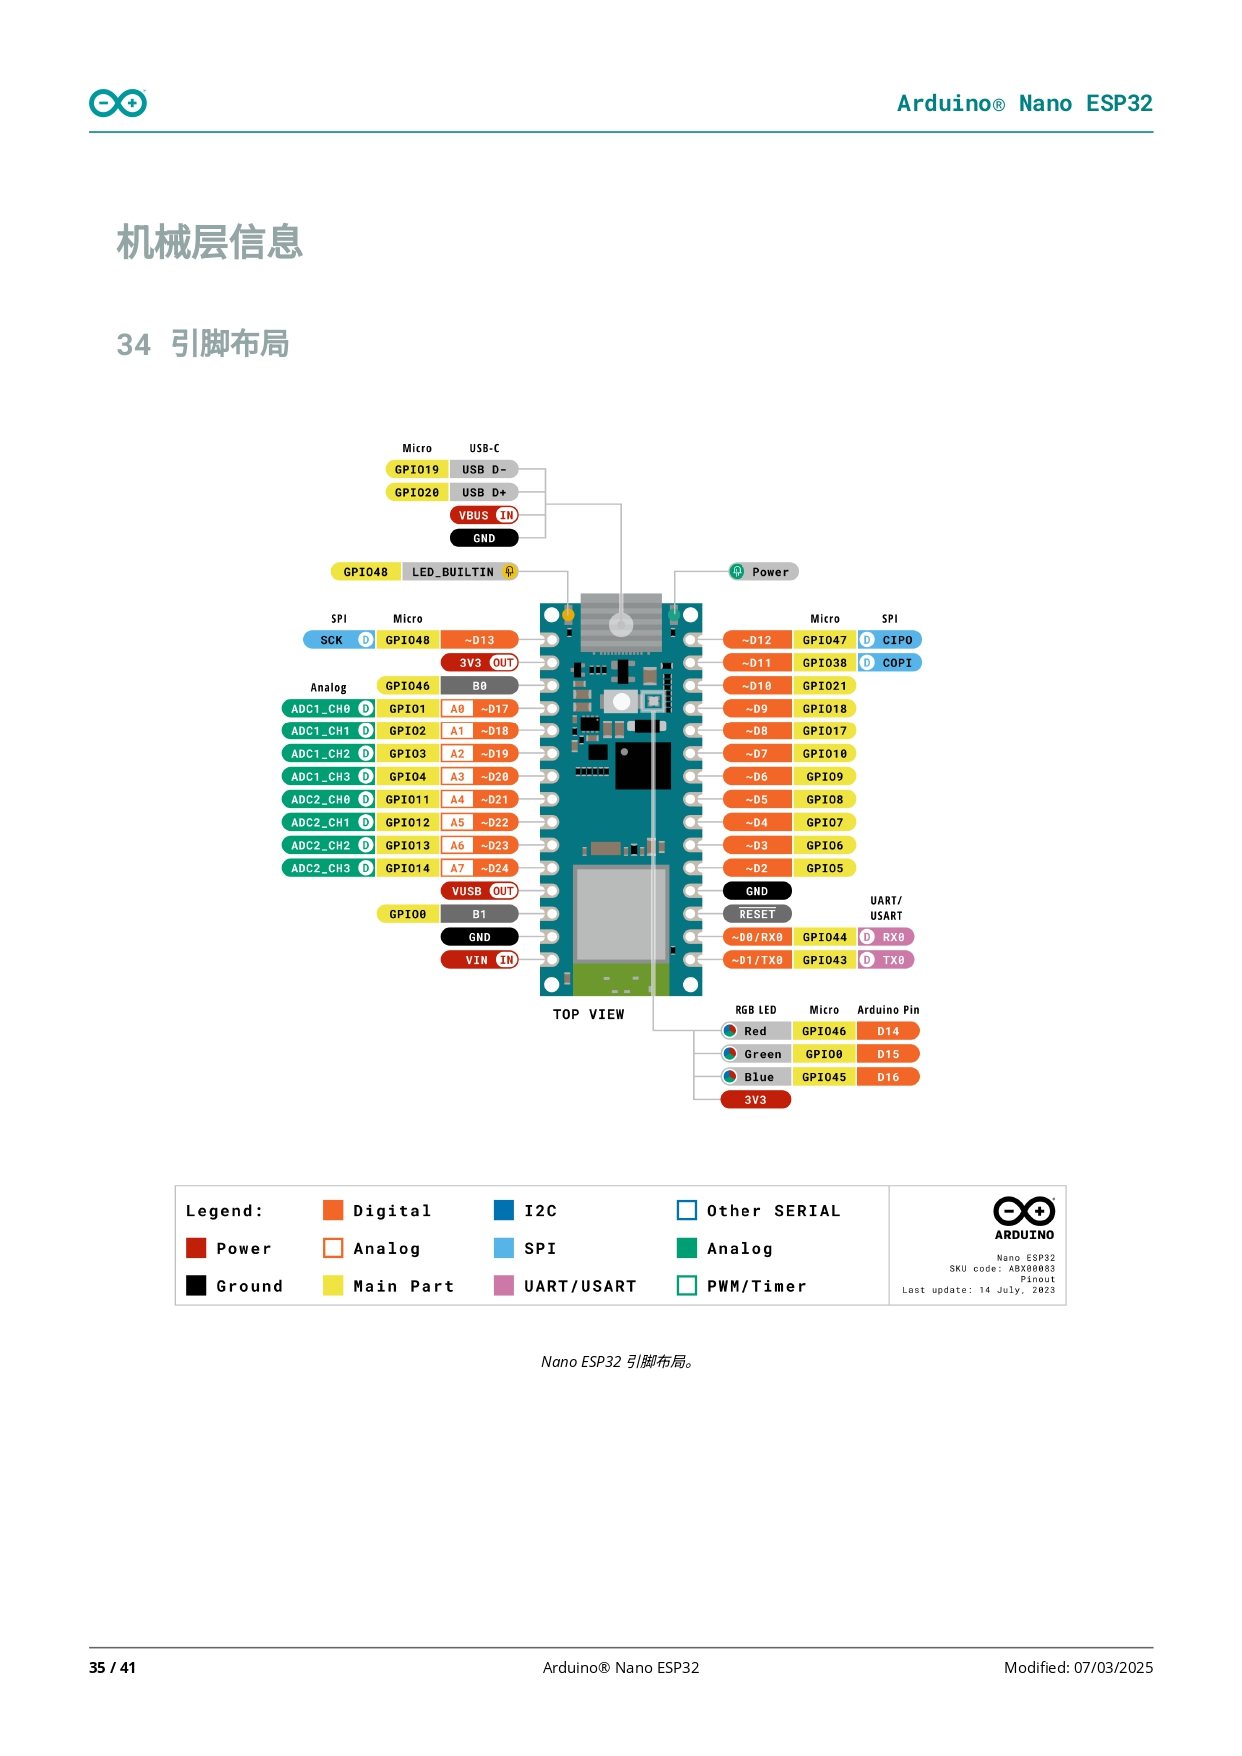 Arduino® Nano ESP32
机械层信息
34 引脚布局
Micro USB-C
GPIO19 USB D-
GPIO20 USB D+
VBUS IN
GND
GPIO48 LED_BUILTIN
Power
SPI Micro
SCK D GPIO48 ~D13
3V3 OUT
Analog
GPIO46 B0
ADC1_CH0 D GPIO1 A0 ~D17
ADC1_CH1 D GPIO2 A1 ~D18
ADC1_CH2 D GPIO3 A2 ~D19
ADC1_CH3 D GPIO4 A3 ~D20
ADC2_CH0 D GPIO11 A4 ~D21
ADC2_CH1 D GPIO12 A5 ~D22
ADC2_CH2 D GPIO13 A6 ~D23
ADC2_CH3 D GPIO14 A7 ~D24
VUSB OUT
GPIO0 B1
GND
VIN IN
Micro SPI
~D12 GPIO47 D CIPO
~D11 GPIO38 D COPI
~D10 GPIO21
~D9 GPIO18
~D8 GPIO17
~D7 GPIO10
~D6 GPIO9
~D5 GPIO8
~D4 GPIO7
~D3 GPIO6
~D2 GPIO5
GND
UART/
USART
RESET
~D0/RX0 GPIO44 D RX0
~D1/TX0 GPIO43 D TX0
TOP VIEW
RGB LED Micro Arduino Pin
Red GPIO46 D14
Green GPIO0 D15
Blue GPIO45 D16
3V3
Legend: Digital I2C Other SERIAL
Power Analog SPI Analog
Ground Main Part UART/USART PWM/Timer
ARDUINO
Nano ESP32
SKU code: ABX00083
Pinout
Last update: 14 July, 2023
Nano ESP32 引脚布局。
35 / 41 Arduino® Nano ESP32 Modified: 07/03/2025